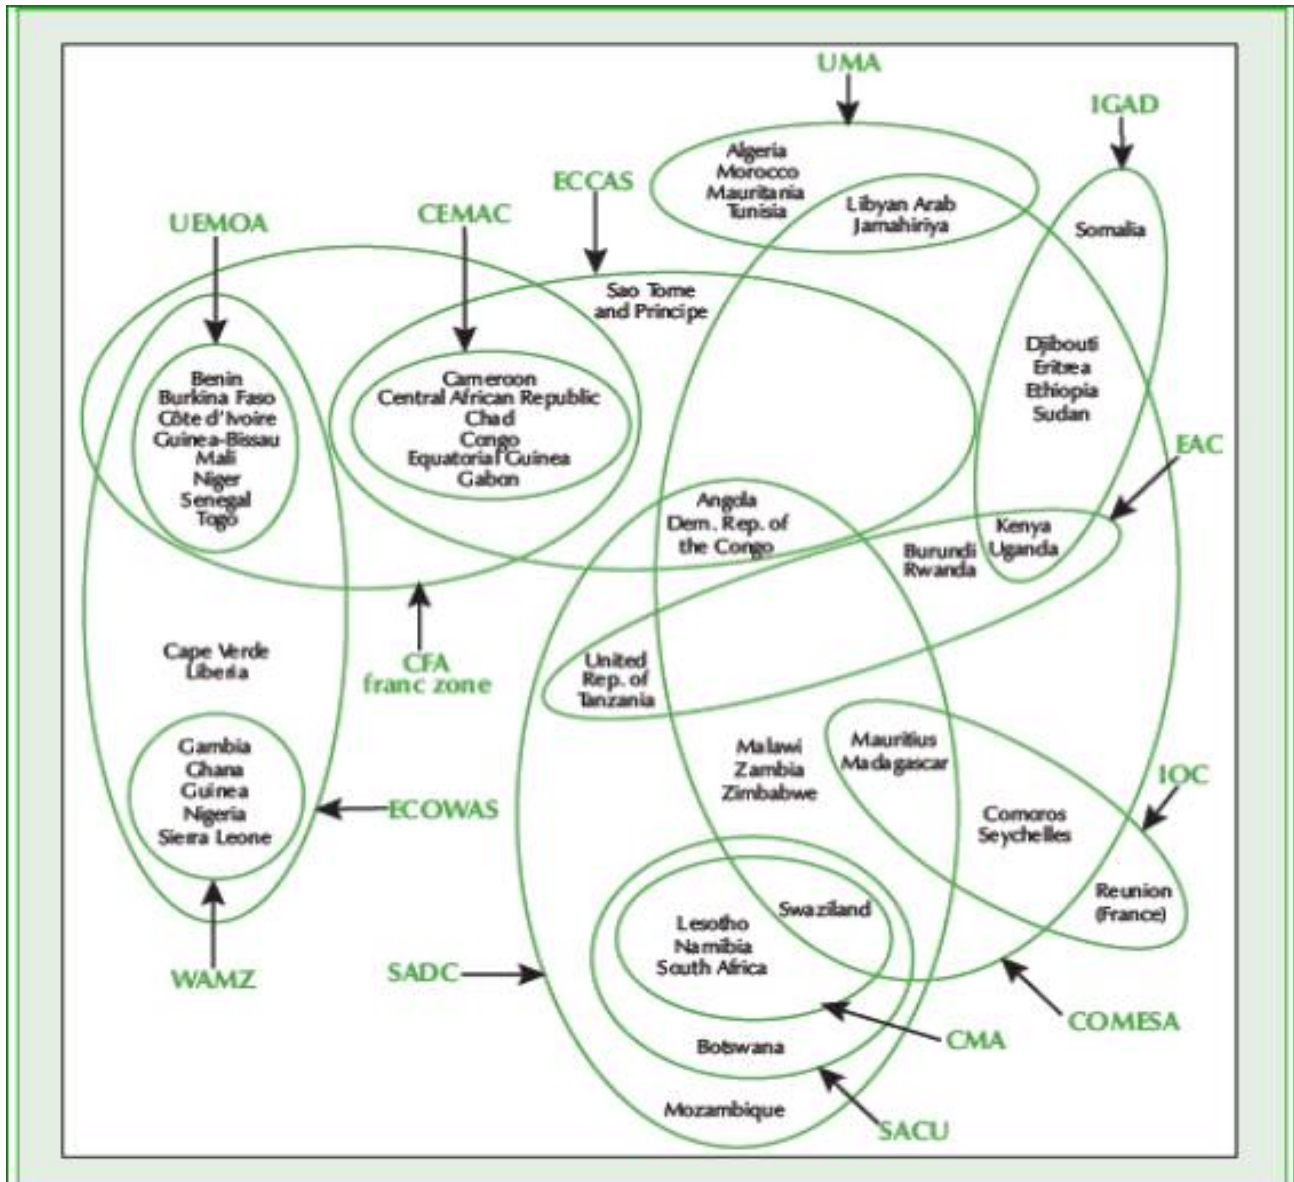 UMA
IGAD
ECCAS
CEMAC
UEMOA
Algeria
Morocco
Mauritania
Tunisia
Libyan Arab
Jamahiriya
Somalia
Sao Tome
and Principe
Djibouti
Eritrea
Ethiopia
Sudan
Benin
Burkina Faso
Côte d'Ivoire
Guinea-Bissau
Mali
Niger
Senegal
Togo
Cameroon
Central African Republic
Chad
Congo
Equatorial Guinea
Gabon
EAC
Angola
Dem. Rep. of
the Congo
Kenya
Uganda
Burundi
Rwanda
Cape Verde
Liberia
CFA
franc zone
United
Rep. of
Tanzania
Gambia
Ghana
Guinea
Nigeria
Sierra Leone
ECOWAS
Malawi
Zambia
Zimbabwe
Mauritius
Madagascar
IOC
Comoros
Seychelles
Reunion
(France)
Swaziland
Lesotho
Namibia
South Africa
WAMZ
SADC
COMESA
CMA
Botswana
Mozambique
SACU